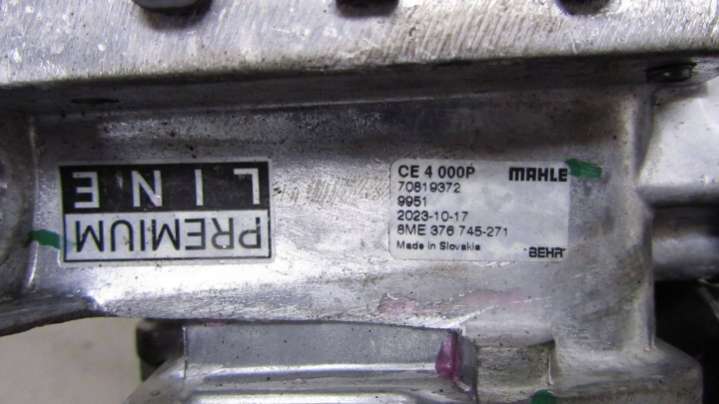 PREMIUM
LINE
CE 4 000P MAHLE
70819372
9951
2023-10-17
8ME 376 745-271
Made in Slovakia BEHR